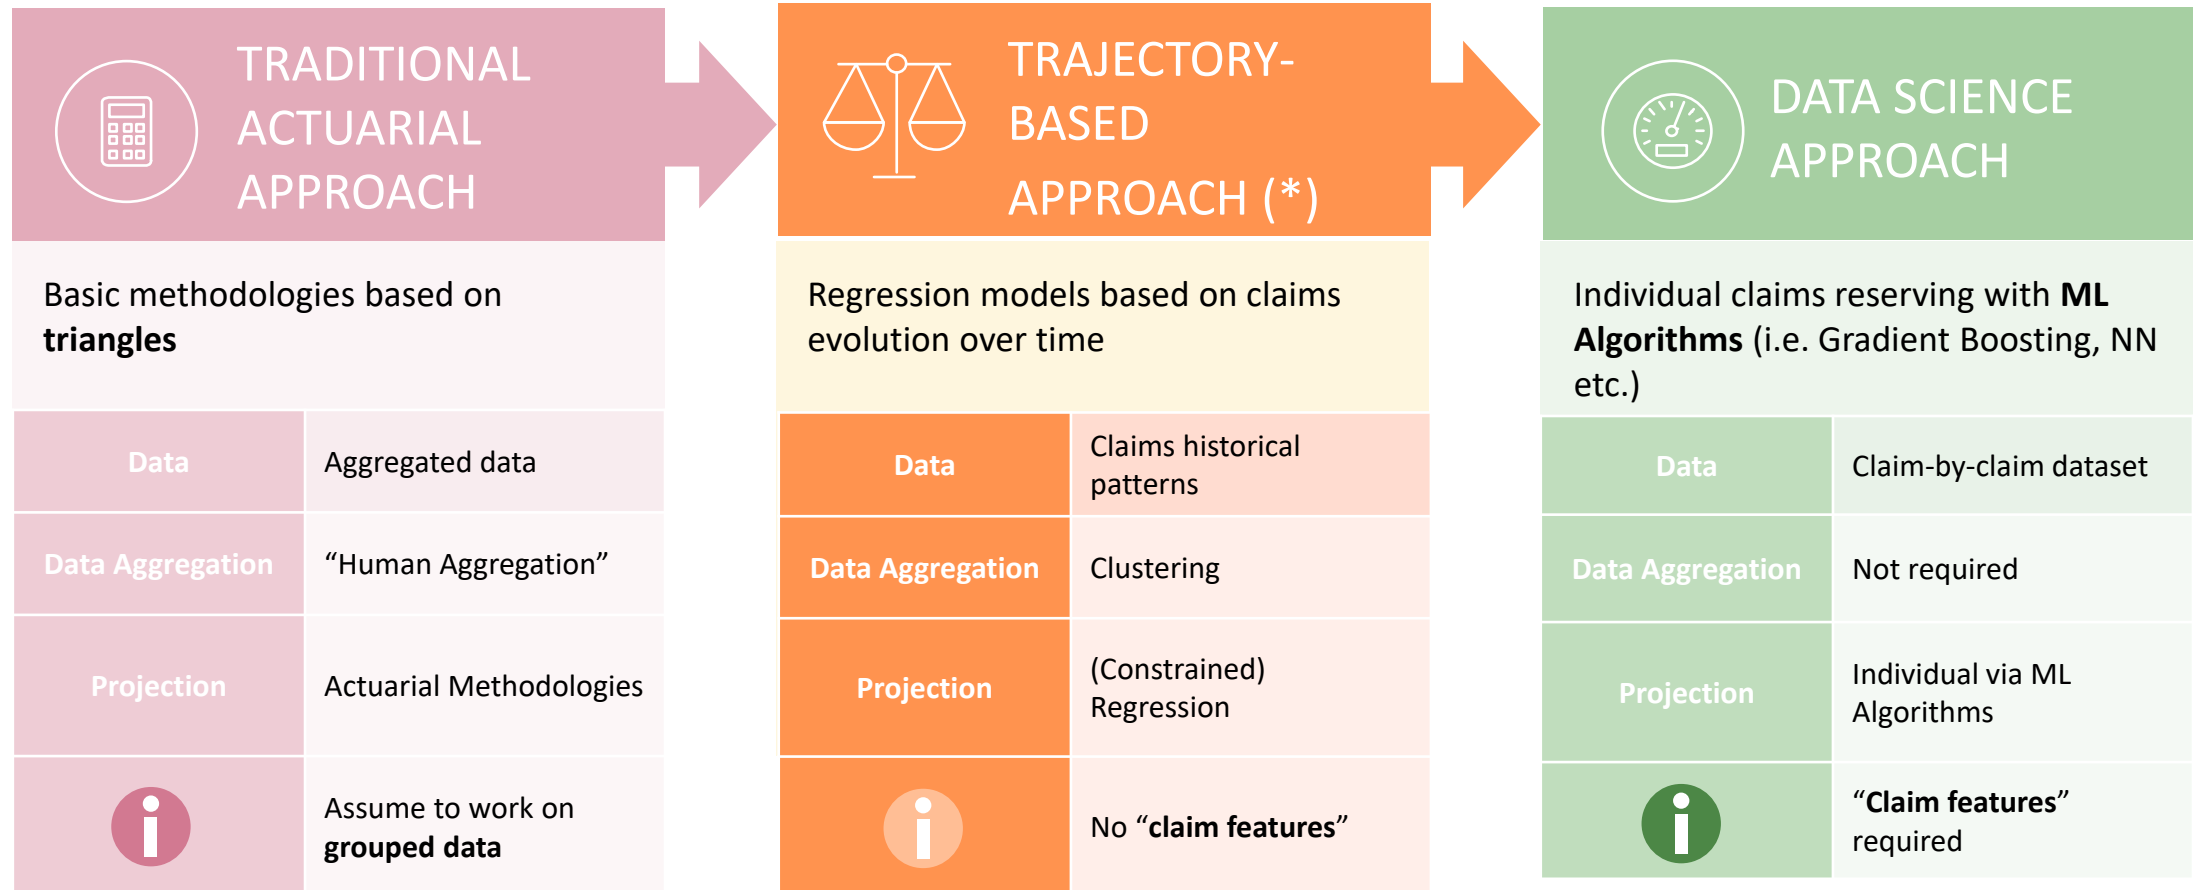 TRADITIONAL
ACTUARIAL
APPROACH
Basic methodologies based on
triangles
Data
Aggregated data
Data Aggregation
“Human Aggregation”
Projection
Actuarial Methodologies
i
Assume to work on
grouped data
TRAJECTORY-
BASED
APPROACH (*)
Regression models based on claims
evolution over time
Data
Claims historical
patterns
Data Aggregation
Clustering
Projection
(Constrained)
Regression
i
No “claim features”
DATA SCIENCE
APPROACH
Individual claims reserving with ML
Algorithms (i.e. Gradient Boosting, NN
etc.)
Data
Claim-by-claim dataset
Data Aggregation
Not required
Projection
Individual via ML
Algorithms
i
“Claim features”
required